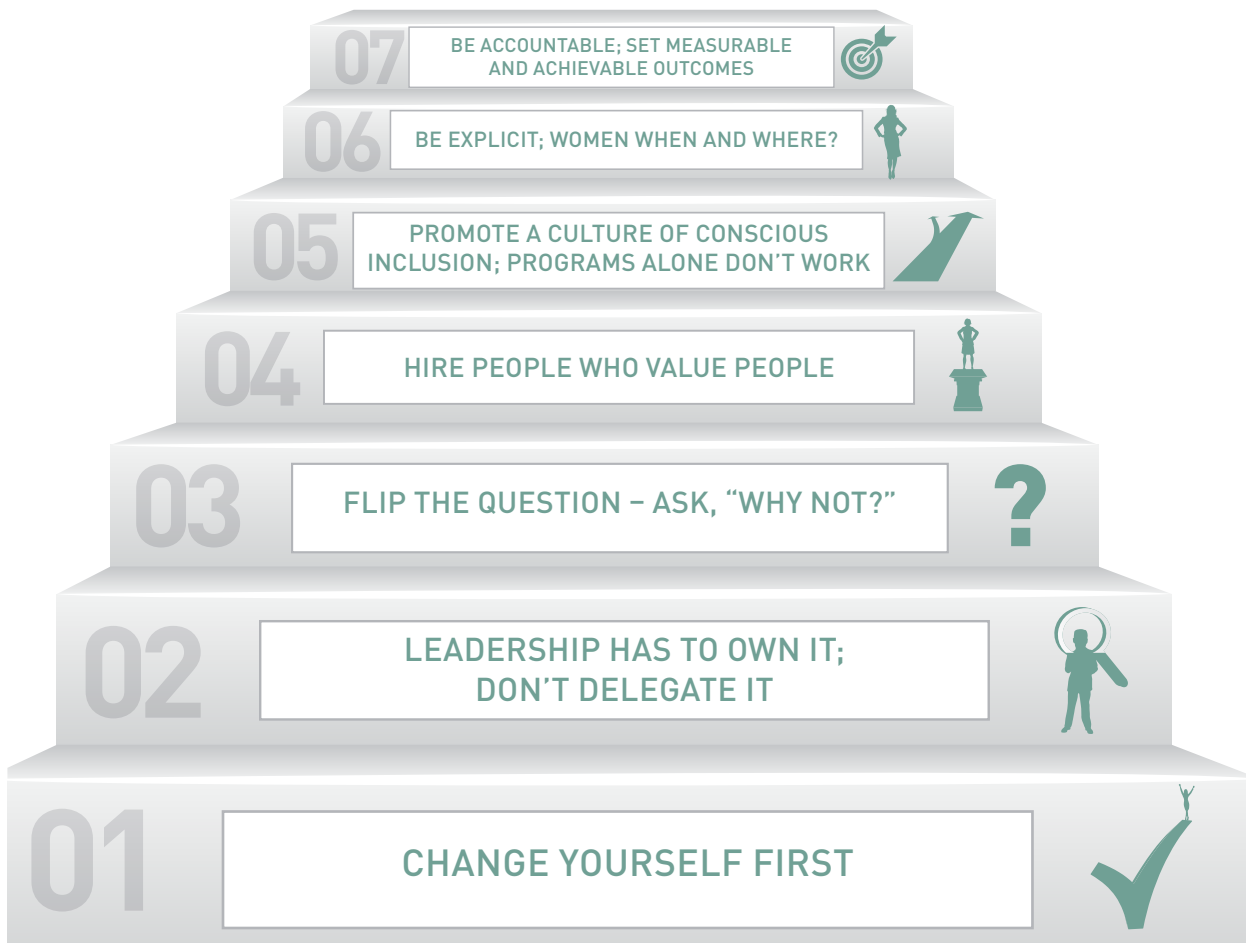 07
BE ACCOUNTABLE; SET MEASURABLE
AND ACHIEVABLE OUTCOMES
06
BE EXPLICIT; WOMEN WHEN AND WHERE?
05
PROMOTE A CULTURE OF CONSCIOUS
INCLUSION; PROGRAMS ALONE DON’T WORK
04
HIRE PEOPLE WHO VALUE PEOPLE
03
FLIP THE QUESTION – ASK, “WHY NOT?”
?
02
LEADERSHIP HAS TO OWN IT;
DON’T DELEGATE IT
01
CHANGE YOURSELF FIRST